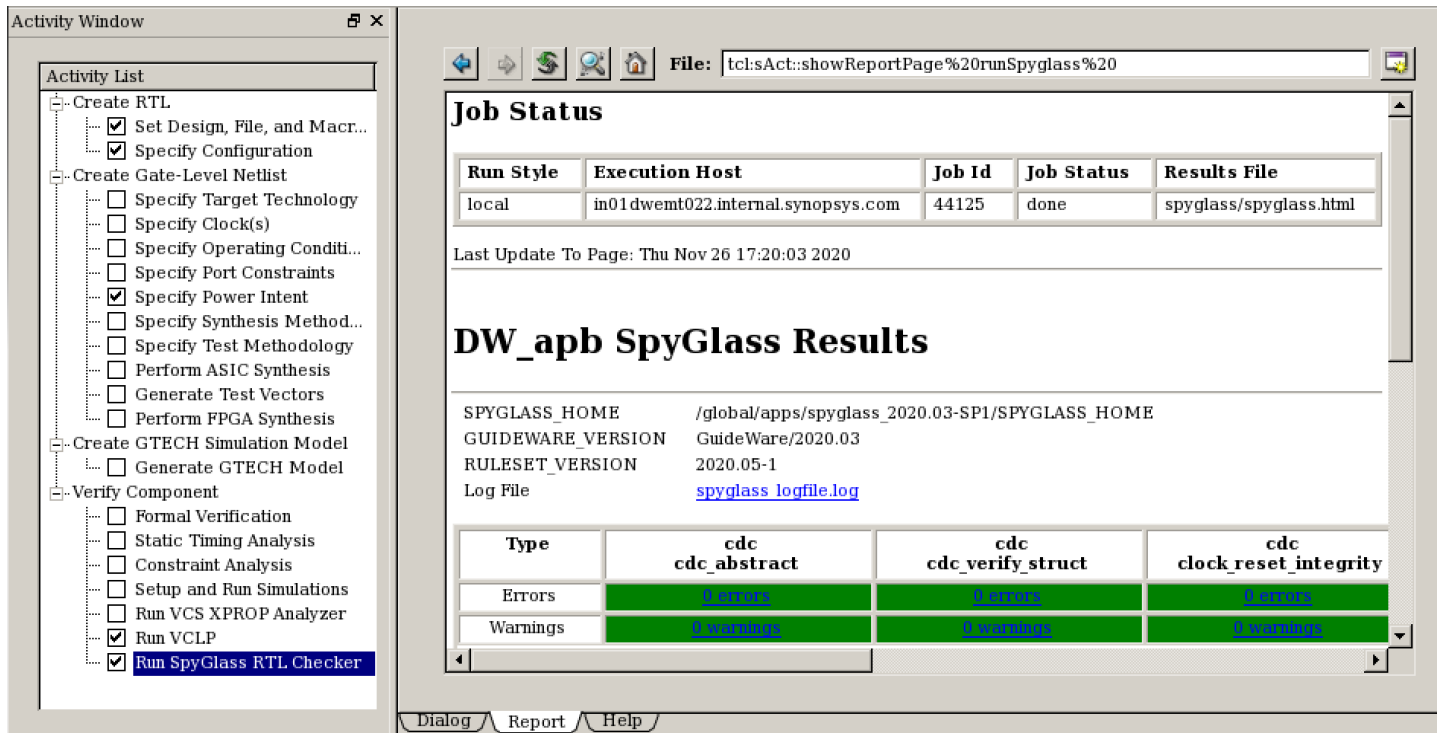 Activity Window
Activity List
Create RTL
Set Design, File, and Macr...
Specify Configuration
Create Gate-Level Netlist
Specify Target Technology
Specify Clock(s)
Specify Operating Conditi...
Specify Port Constraints
Specify Power Intent
Specify Synthesis Method...
Specify Test Methodology
Perform ASIC Synthesis
Generate Test Vectors
Perform FPGA Synthesis
Create GTECH Simulation Model
Generate GTECH Model
Verify Component
Formal Verification
Static Timing Analysis
Constraint Analysis
Setup and Run Simulations
Run VCS XPROP Analyzer
Run VCLP
Run SpyGlass RTL Checker
File: tcl:sAct::showReportPage%20runSpyglass%20
Job Status
Run Style Execution Host Job Id Job Status Results File
local in01dwemt022.internal.synopsys.com 44125 done spyglass/spyglass.html
Last Update To Page: Thu Nov 26 17:20:03 2020
DW_apb SpyGlass Results
SPYGLASS_HOME /global/apps/spyglass_2020.03-SP1/SPYGLASS_HOME
GUIDEWARE_VERSION GuideWare/2020.03
RULESET_VERSION 2020.05-1
Log File spyglass_logfile.log
Type cdc cdc cdc
cdc_abstract cdc_verify_struct clock_reset_integrity
Errors 0 errors 0 errors 0 errors
Warnings 0 warnings 0 warnings 0 warnings
Dialog Report Help